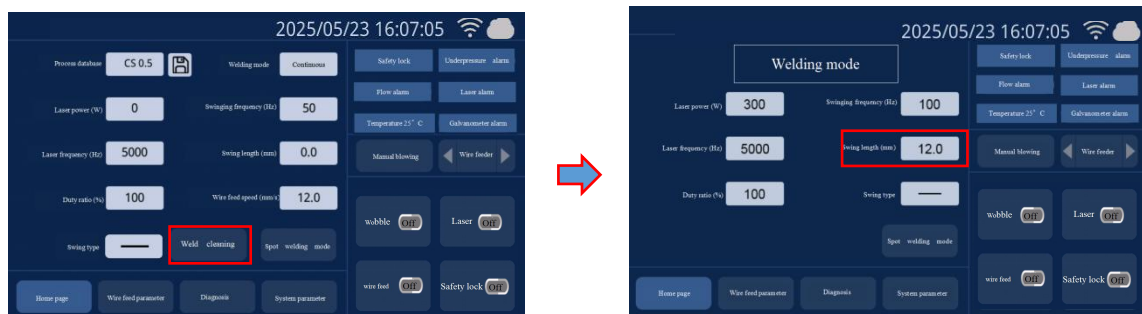 2025/05/23 16:07:05
Process database CS 0.5 Welding mode Continuous Safety lock Underpressure alarm
Flow alarm Laser alarm
Laser power (W) 0 Swinging frequency (Hz) 50
Temperature 25° C Galvanometer alarm
Laser frequency (Hz) 5000 Swing length (mm) 0.0 Manual blowing Wire feeder
Duty ratio (%) 100 Wire feed speed (mm/s) 12.0
wobble Off Laser Off
Swing type Weld cleaning Spot welding mode
wire feed Off Safety lock Off
Home page Wire feed parameter Diagnosis System parameter
2025/05/23 16:07:05
Welding mode Safety lock Underpressure alarm
Flow alarm Laser alarm
Laser power (W) 300 Swinging frequency (Hz) 100
Temperature 25° C Galvanometer alarm
Laser frequency (Hz) 5000 Swing length (mm) 12.0 Manual blowing Wire feeder
Duty ratio (%) 100 Swing type
wobble Off Laser Off
Spot welding mode
wire feed Off Safety lock Off
Home page Wire feed parameter Diagnosis System parameter